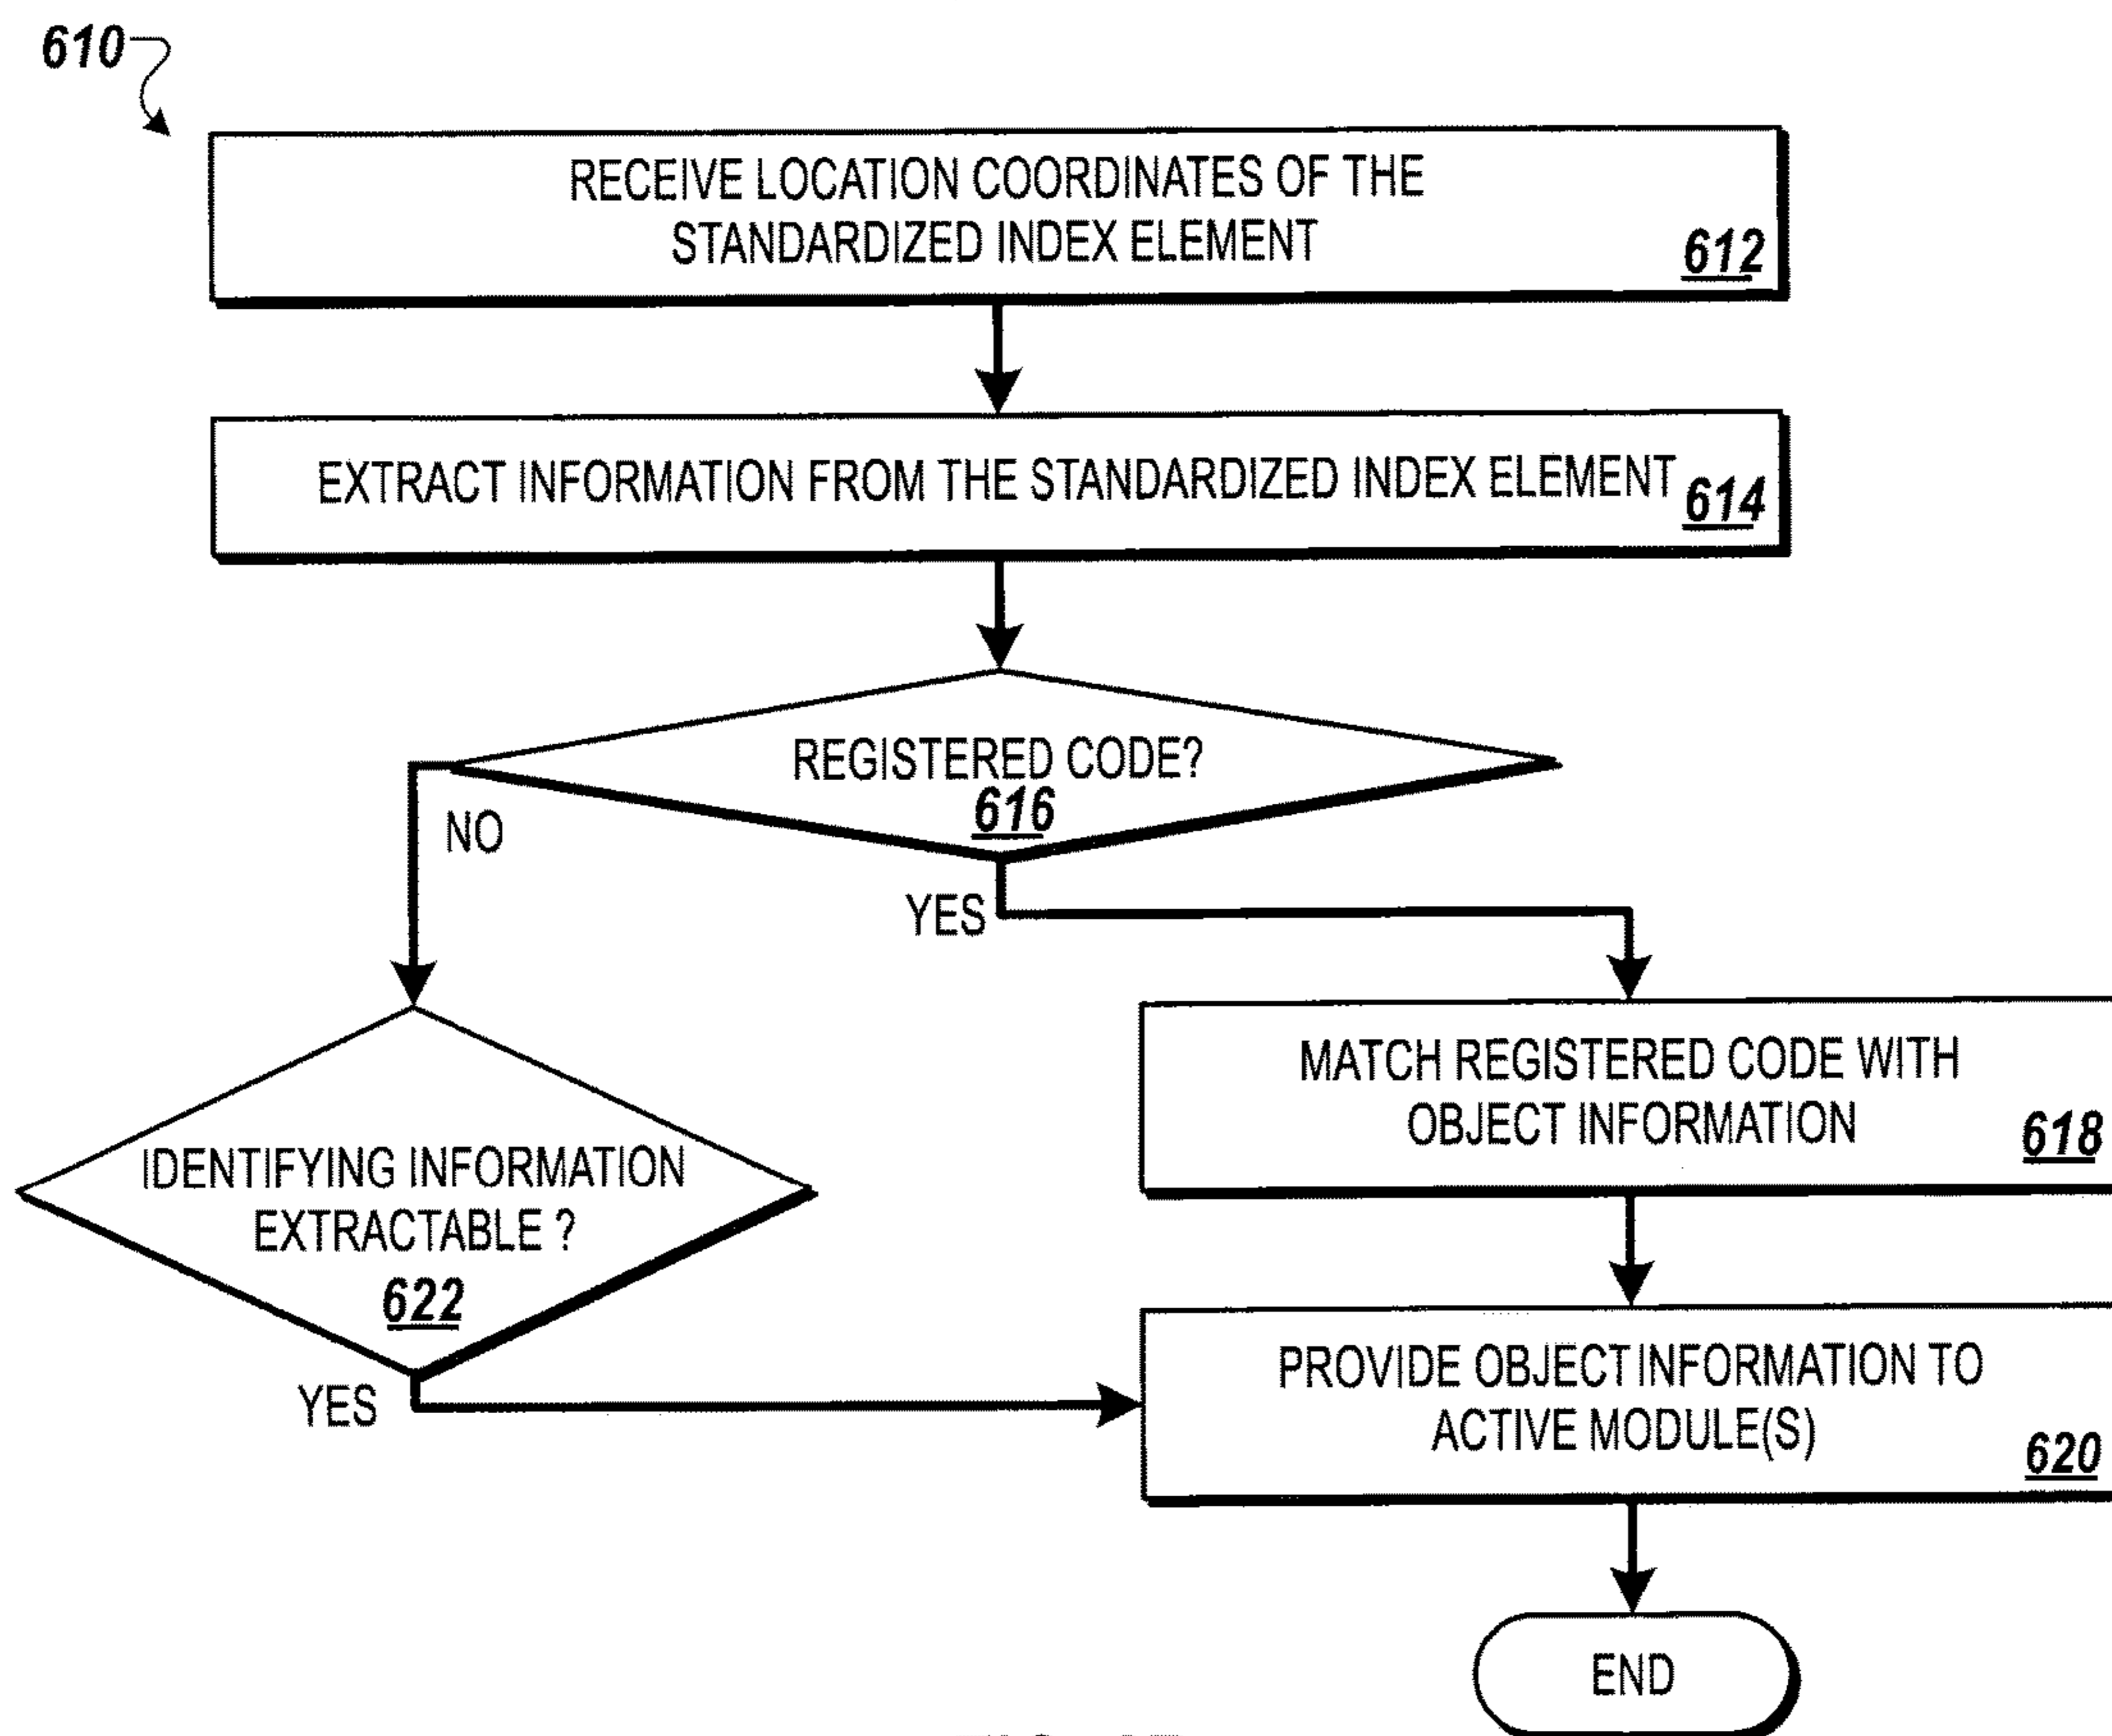 610
RECEIVE LOCATION COORDINATES OF THE
STANDARDIZED INDEX ELEMENT
612
EXTRACT INFORMATION FROM THE STANDARDIZED INDEX ELEMENT
614
REGISTERED CODE?
616
NO
YES
MATCH REGISTERED CODE WITH
OBJECT INFORMATION
618
IDENTIFYING INFORMATION
EXTRACTABLE ?
622
YES
PROVIDE OBJECT INFORMATION TO
ACTIVE MODULE(S)
620
END